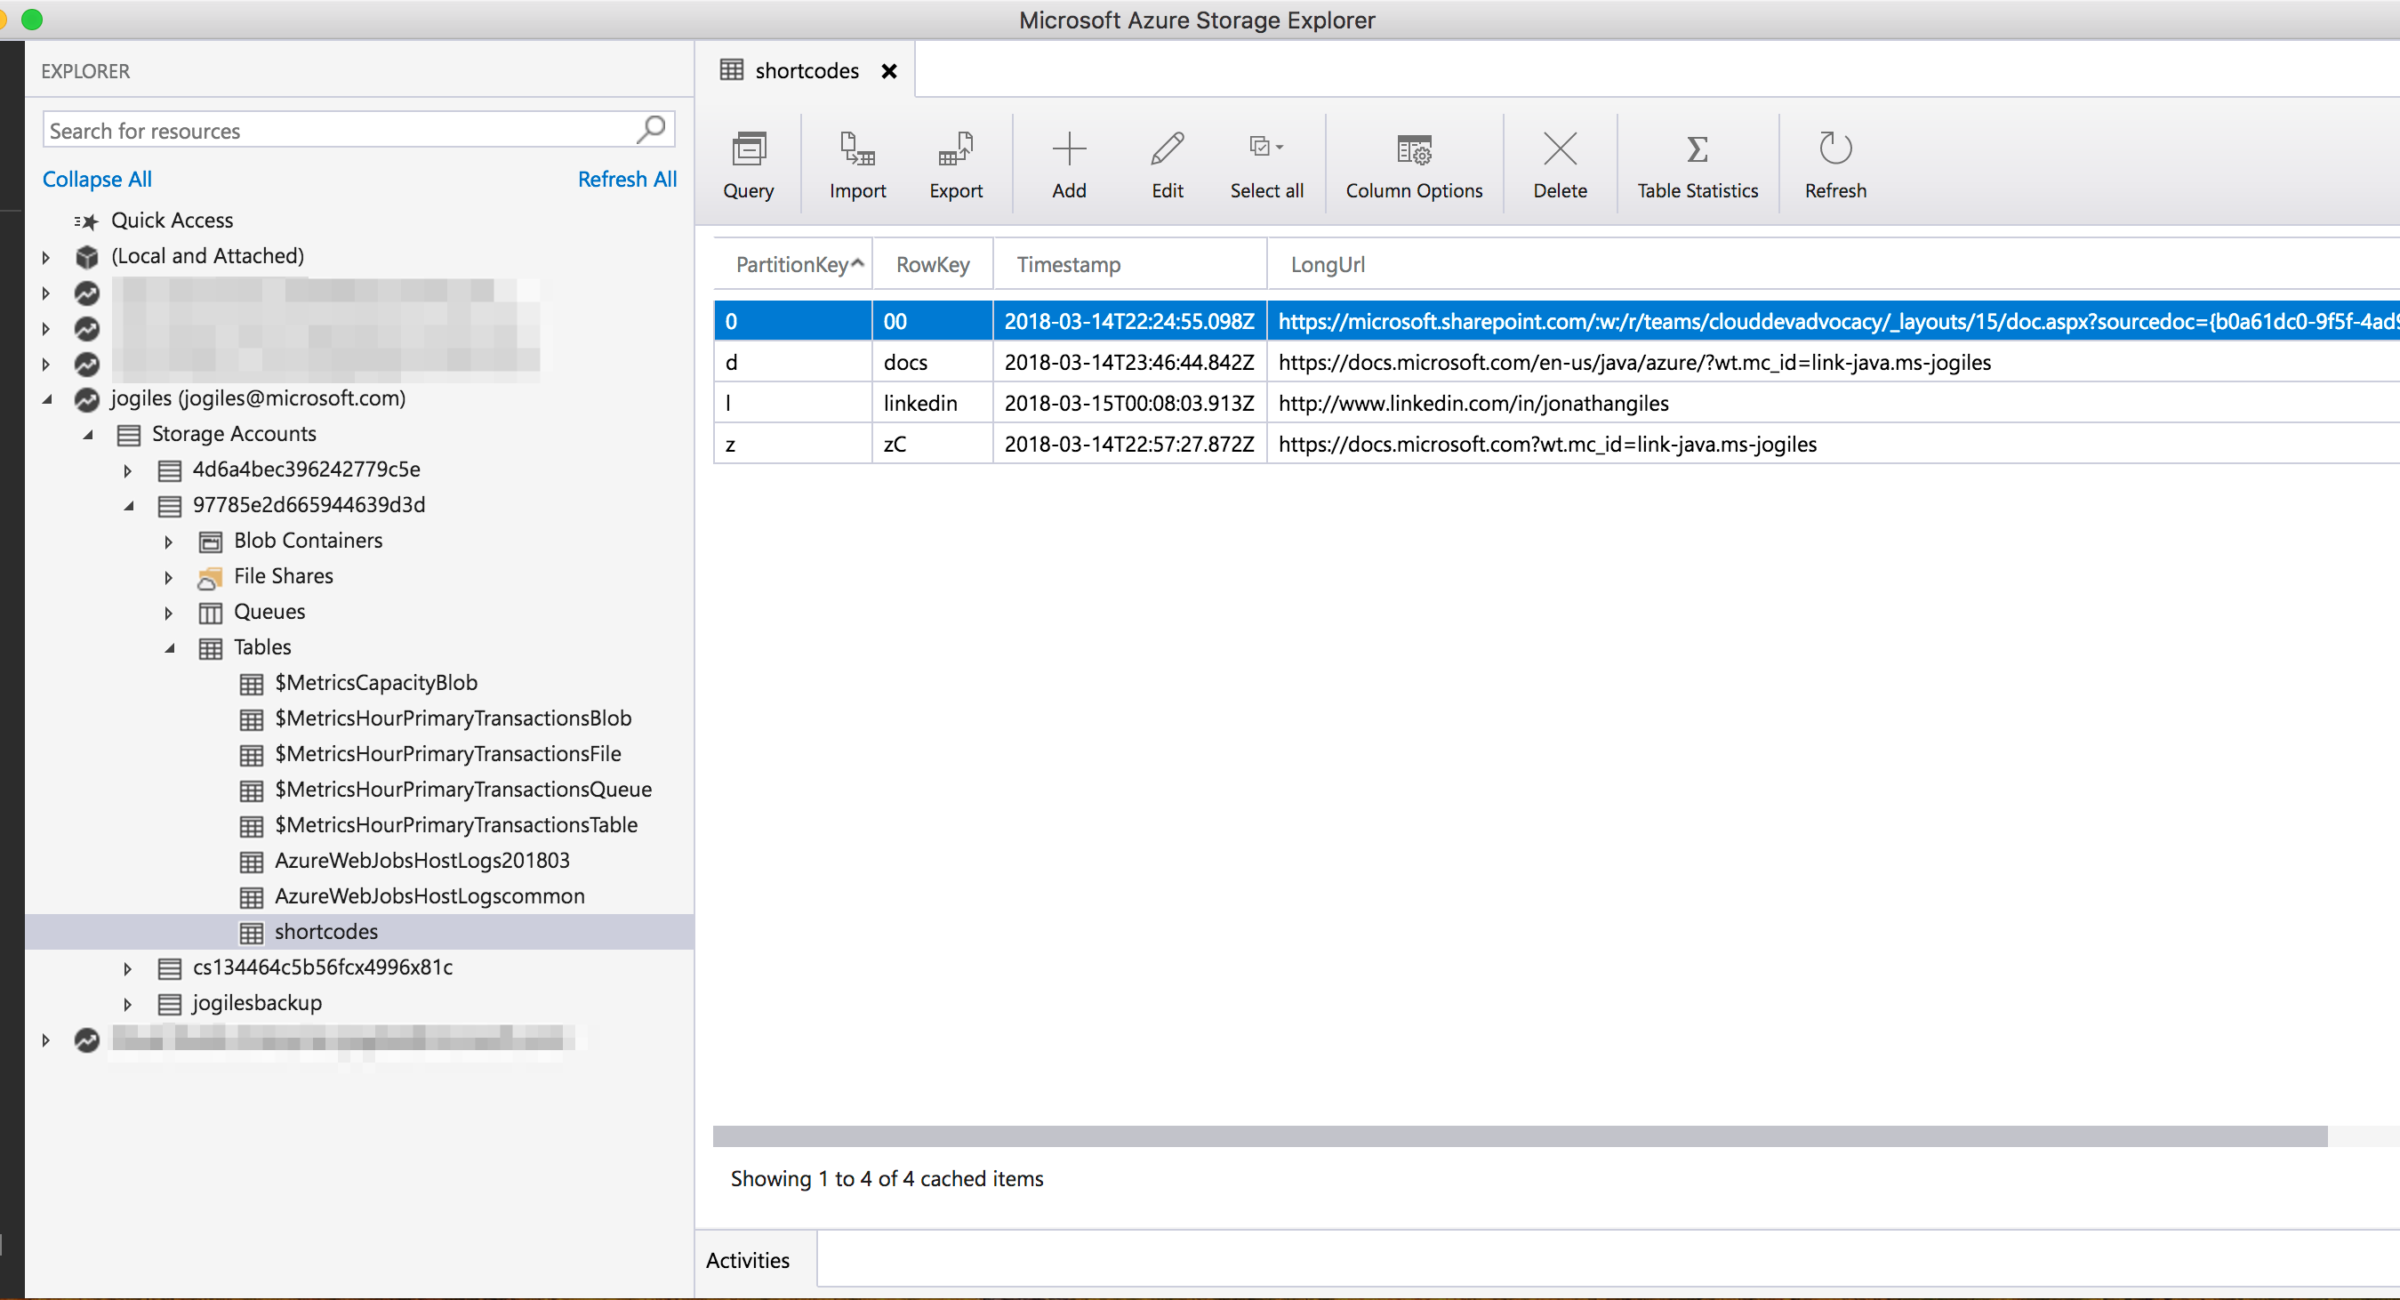 Microsoft Azure Storage Explorer
EXPLORER
Search for resources
Collapse All Refresh All
Quick Access
(Local and Attached)
jogiles (jogiles@microsoft.com)
Storage Accounts
4d6a4bec396242779c5e
97785e2d665944639d3d
Blob Containers
File Shares
Queues
Tables
$MetricsCapacityBlob
$MetricsHourPrimaryTransactionsBlob
$MetricsHourPrimaryTransactionsFile
$MetricsHourPrimaryTransactionsQueue
$MetricsHourPrimaryTransactionsTable
AzureWebJobsHostLogs201803
AzureWebJobsHostLogscommon
shortcodes
cs134464c5b56fcx4996x81c
jogilesbackup
shortcodes
Query Import Export Add Edit Select all Column Options Delete Table Statistics Refresh
PartitionKey RowKey Timestamp LongUrl
0 00 2018-03-14T22:24:55.098Z https://microsoft.sharepoint.com/:w:/r/teams/clouddevadvocacy/_layouts/15/doc.aspx?sourcedoc={b0a61dc0-9f5f-4ad9
d docs 2018-03-14T23:46:44.842Z https://docs.microsoft.com/en-us/java/azure/?wt.mc_id=link-java.ms-jogiles
l linkedin 2018-03-15T00:08:03.913Z http://www.linkedin.com/in/jonathangiles
z zC 2018-03-14T22:57:27.872Z https://docs.microsoft.com?wt.mc_id=link-java.ms-jogiles
Showing 1 to 4 of 4 cached items
Activities